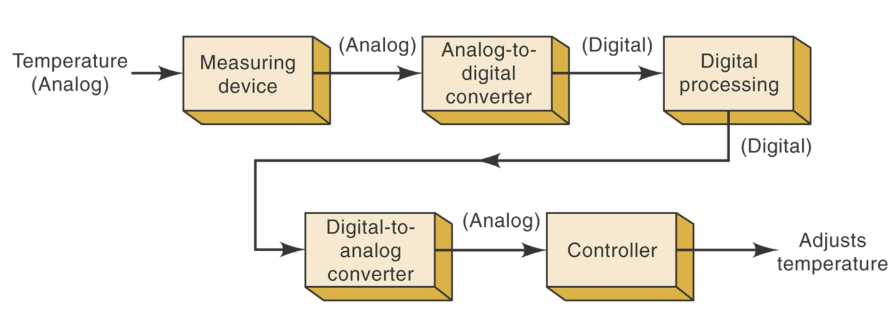 Temperature
(Analog)
Measuring
device
(Analog)
Analog-to-
digital
converter
(Digital)
Digital
processing
(Digital)
Digital-to-
analog
converter
(Analog)
Controller
Adjusts
temperature